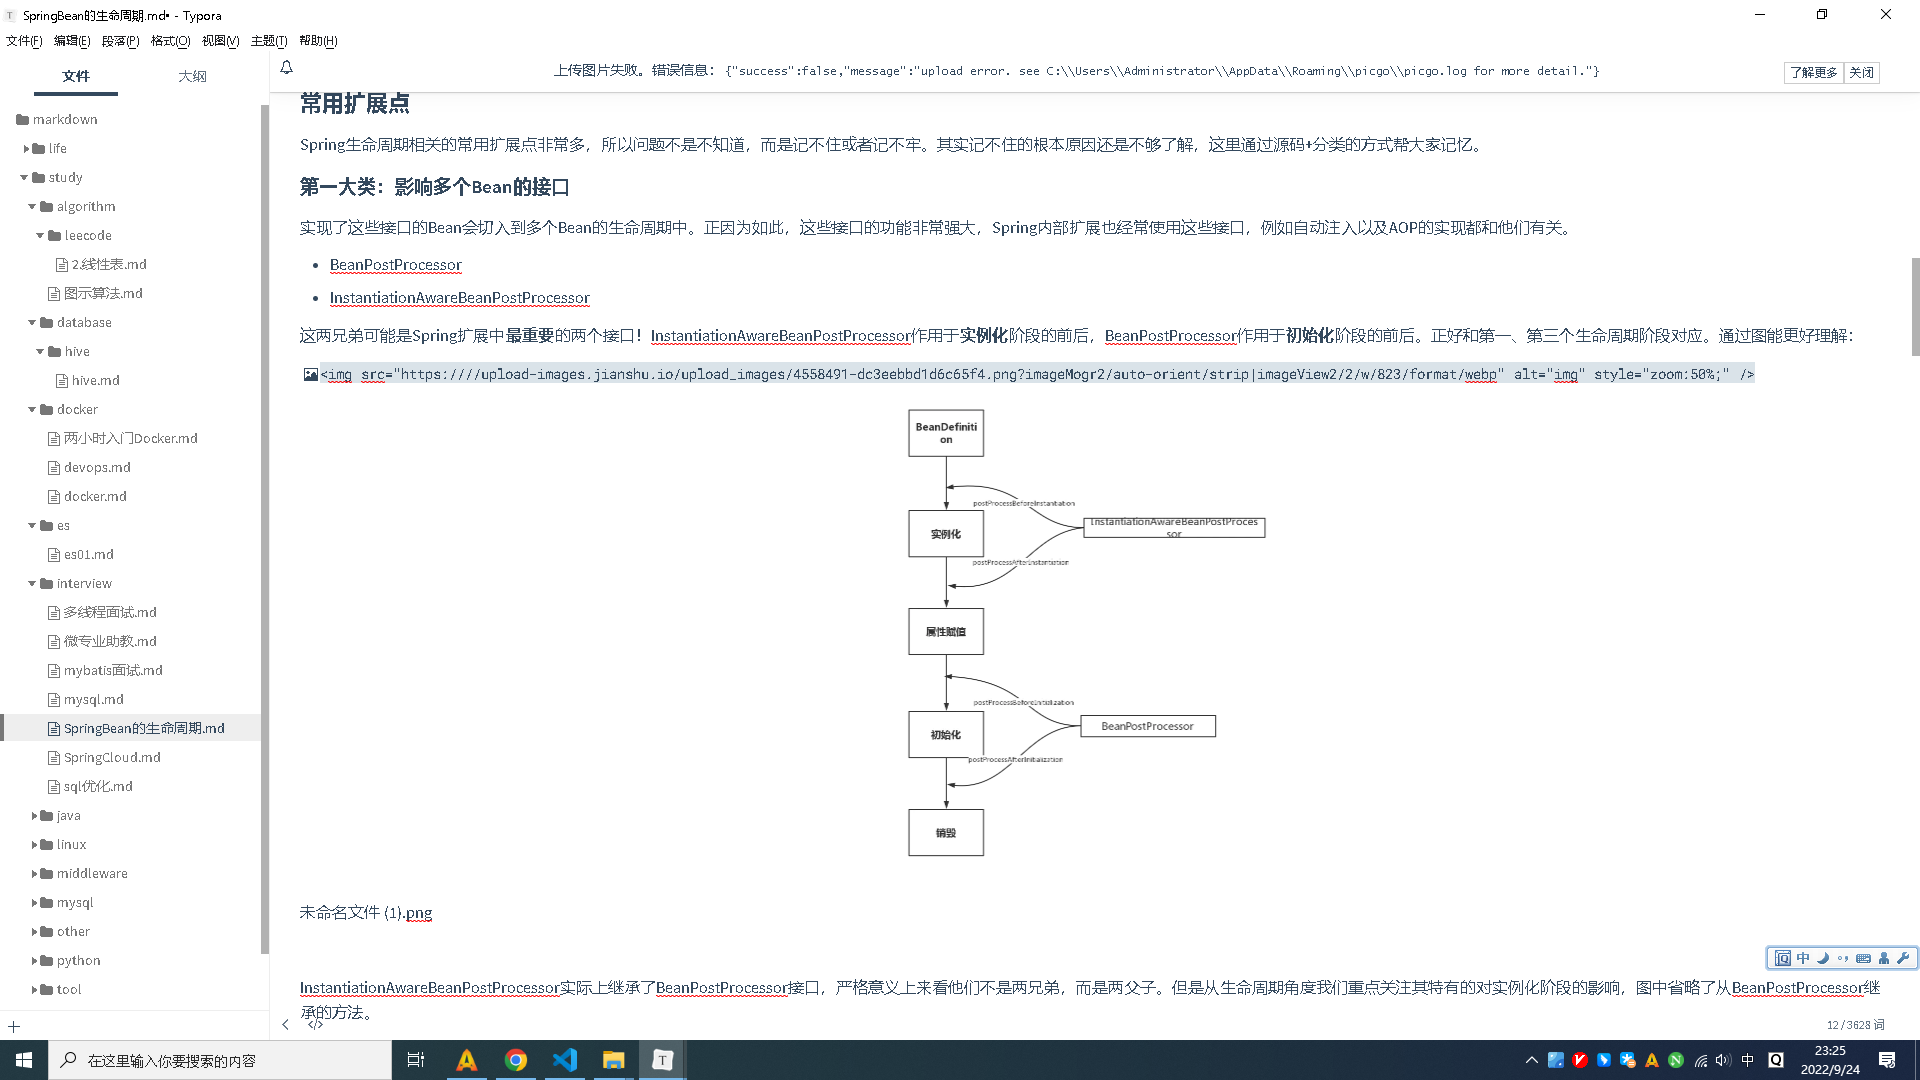 SpringBean的生命周期.md• - Typora
文件(F) 编辑(E) 段落(P) 格式(O) 视图(V) 主题(T) 帮助(H)
文件 大纲
上传图片失败。错误信息： {"success":false,"message":"upload error. see C:\\Users\\Administrator\\AppData\\Roaming\\picgo\\picgo.log for more detail."}
了解更多 关闭
markdown
life
study
algorithm
leecode
2.线性表.md
图示算法.md
database
hive
hive.md
docker
两小时入门Docker.md
devops.md
docker.md
es
es01.md
interview
多线程面试.md
微专业助教.md
mybatis面试.md
mysql.md
SpringBean的生命周期.md
SpringCloud.md
sql优化.md
java
linux
middleware
mysql
other
python
tool
常用扩展点
Spring生命周期相关的常用扩展点非常多，所以问题不是不知道，而是记不住或者记不牢。其实记不住的根本原因还是不够了解，这里通过源码+分类的方式帮大家记忆。
第一大类：影响多个Bean的接口
实现了这些接口的Bean会切入到多个Bean的生命周期中。正因为如此，这些接口的功能非常强大，Spring内部扩展也经常使用这些接口，例如自动注入以及AOP的实现都和他们有关。
• BeanPostProcessor
• InstantiationAwareBeanPostProcessor
这两兄弟可能是Spring扩展中最重要的两个接口！InstantiationAwareBeanPostProcessor作用于实例化阶段的前后，BeanPostProcessor作用于初始化阶段的前后。正好和第一、第三个生命周期阶段对应。通过图能更好理解：
<img src="https:////upload-images.jianshu.io/upload_images/4558491-dc3eebbd1d6c65f4.png?imageMogr2/auto-orient/strip|imageView2/2/w/823/format/webp" alt="img" style="zoom:50%;" />
BeanDefiniti
on
postProcessBeforeInstantiation
InstantiationAwareBeanPostProces
sor
实例化
postProcessAfterInstantiation
属性赋值
postProcessBeforeInitialization
BeanPostProcessor
初始化
postProcessAfterInitialization
销毁
未命名文件 (1).png
InstantiationAwareBeanPostProcessor实际上继承了BeanPostProcessor接口，严格意义上来看他们不是两兄弟，而是两父子。但是从生命周期角度我们重点关注其特有的对实例化阶段的影响，图中省略了从BeanPostProcessor继
承的方法。
12/3628 词
中
在这里输入你要搜索的内容
中
23:25
2022/9/24